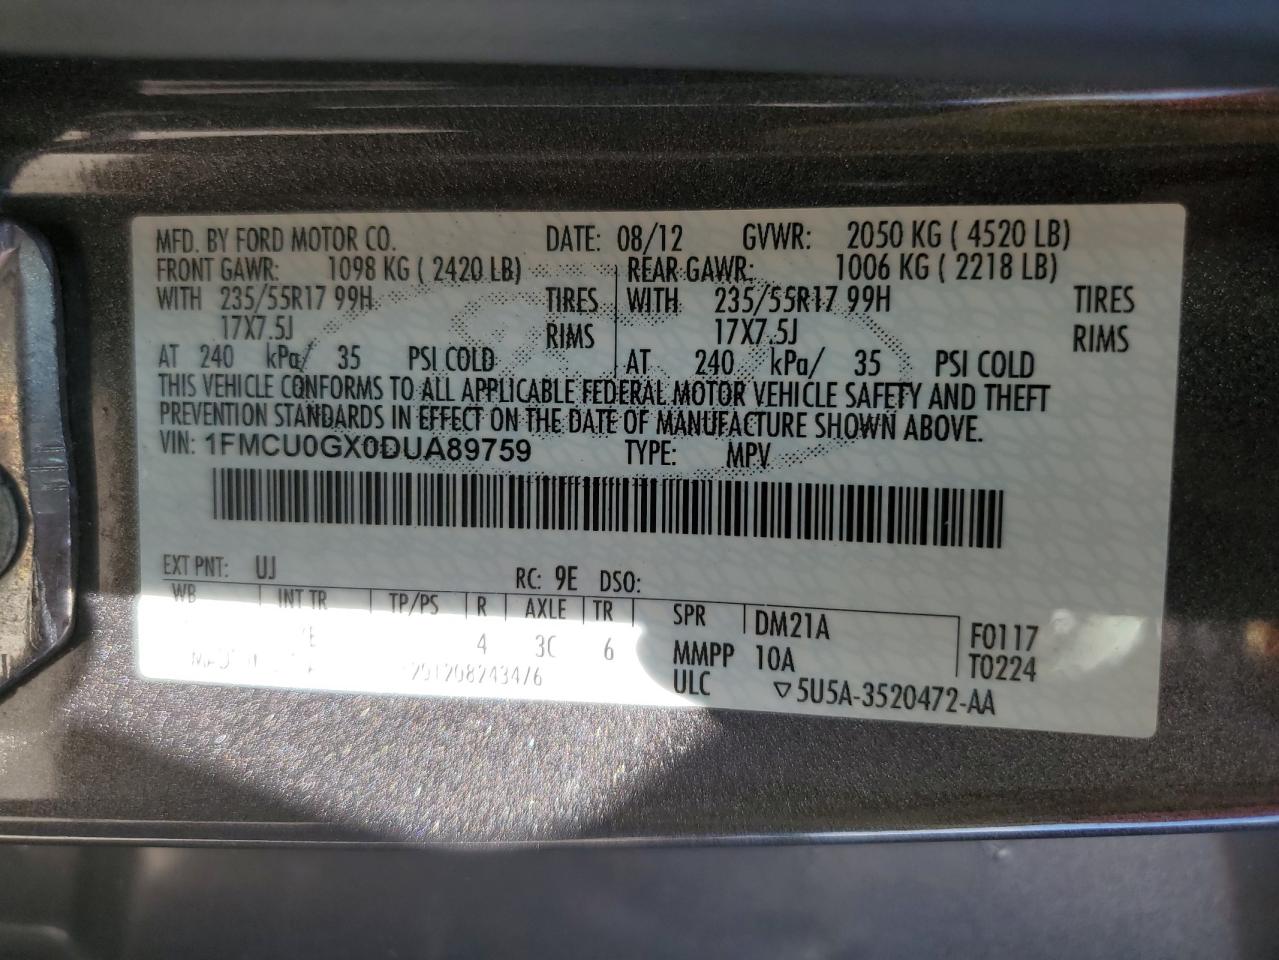 MFD. BY FORD MOTOR CO. DATE: 08/12 GVWR: 2050 KG ( 4520 LB)
FRONT GAWR: 1098 KG ( 2420 LB) REAR GAWR: 1006 KG ( 2218 LB)
WITH 235/55R17 99H TIRES WITH 235/55R17 99H TIRES
17X7.5J RIMS 17X7.5J RIMS
AT 240 kPa/ 35 PSI COLD AT 240 kPa/ 35 PSI COLD
THIS VEHICLE CONFORMS TO ALL APPLICABLE FEDERAL MOTOR VEHICLE SAFETY AND THEFT
PREVENTION STANDARDS IN EFFECT ON THE DATE OF MANUFACTURE SHOWN ABOVE.
VIN: 1FMCU0GX0DUA89759 TYPE: MPV
EXT PNT: UJ RC: 9E DSO:
WB INT TR TP/PS R AXLE TR SPR DM21A F0117
4 3C 6 MMPP 10A T0224
ULC ▽5U5A-3520472-AA